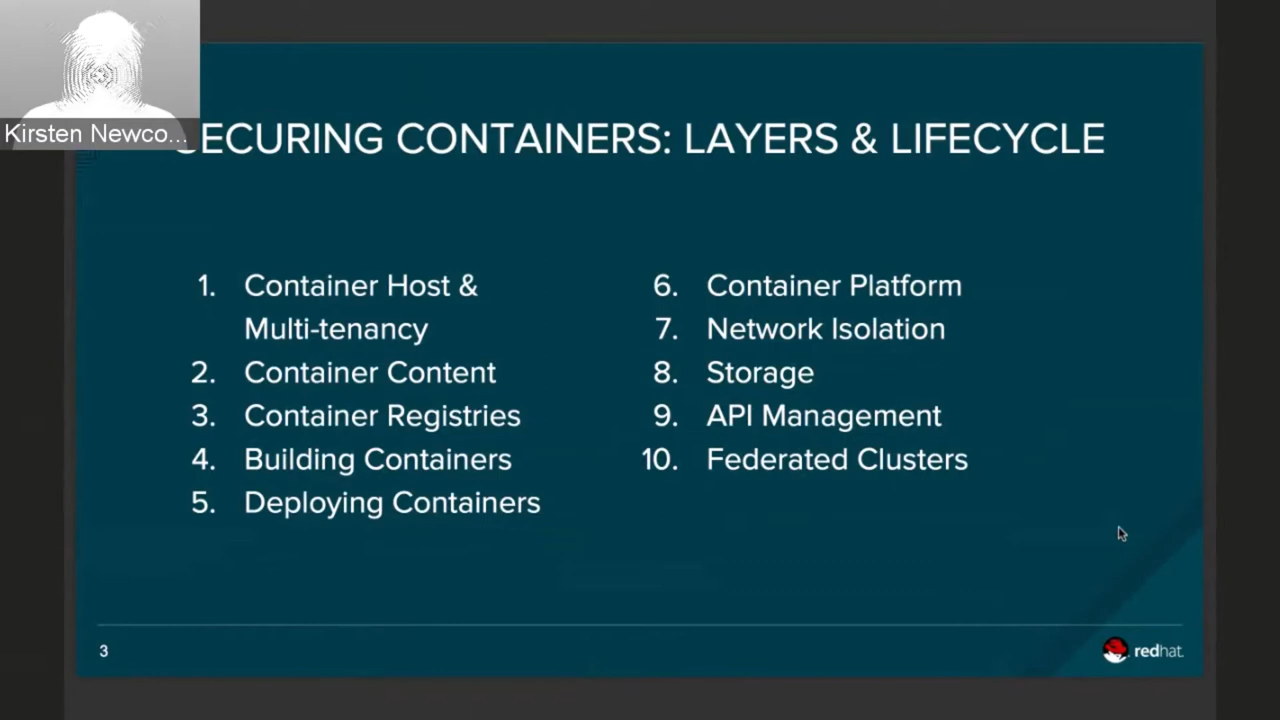 Kirsten Newco...
ECURING CONTAINERS: LAYERS & LIFECYCLE
1. Container Host &
Multi-tenancy
2. Container Content
3. Container Registries
4. Building Containers
5. Deploying Containers
6. Container Platform
7. Network Isolation
8. Storage
9. API Management
10. Federated Clusters
3
redhat.